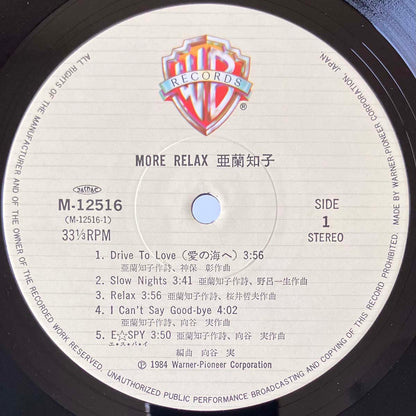 WB
RECORDS
®
MORE RELAX 亜蘭知子
JASRAC
M-12516
(M-12516-1)
33⅓RPM
SIDE
1
STEREO
1. Drive To Love (愛の海へ) 3:56
亜蘭知子作詩、神保 彰作曲
2. Slow Nights 3:41 亜蘭知子作詩、野呂一生作曲
3. Relax 3:56 亜蘭知子作詩、桜井哲夫作曲
4. I Can't Say Good-bye 4:02
亜蘭知子作詩、向谷 実作曲
5. E☆SPY 3:50 亜蘭知子作詩、向谷 実作曲
エ・ス・パ・イ
編曲 向谷 実
Ⓟ 1984 Warner-Pioneer Corporation
ALL RIGHTS OF THE MANUFACTURER AND OF THE OWNER OF THE RECORDED WORK RESERVED. UNAUTHORIZED PUBLIC PERFORMANCE BROADCASTING AND COPYING OF THIS RECORD PROHIBITED. MADE BY WARNER-PIONEER CORPORATION, JAPAN